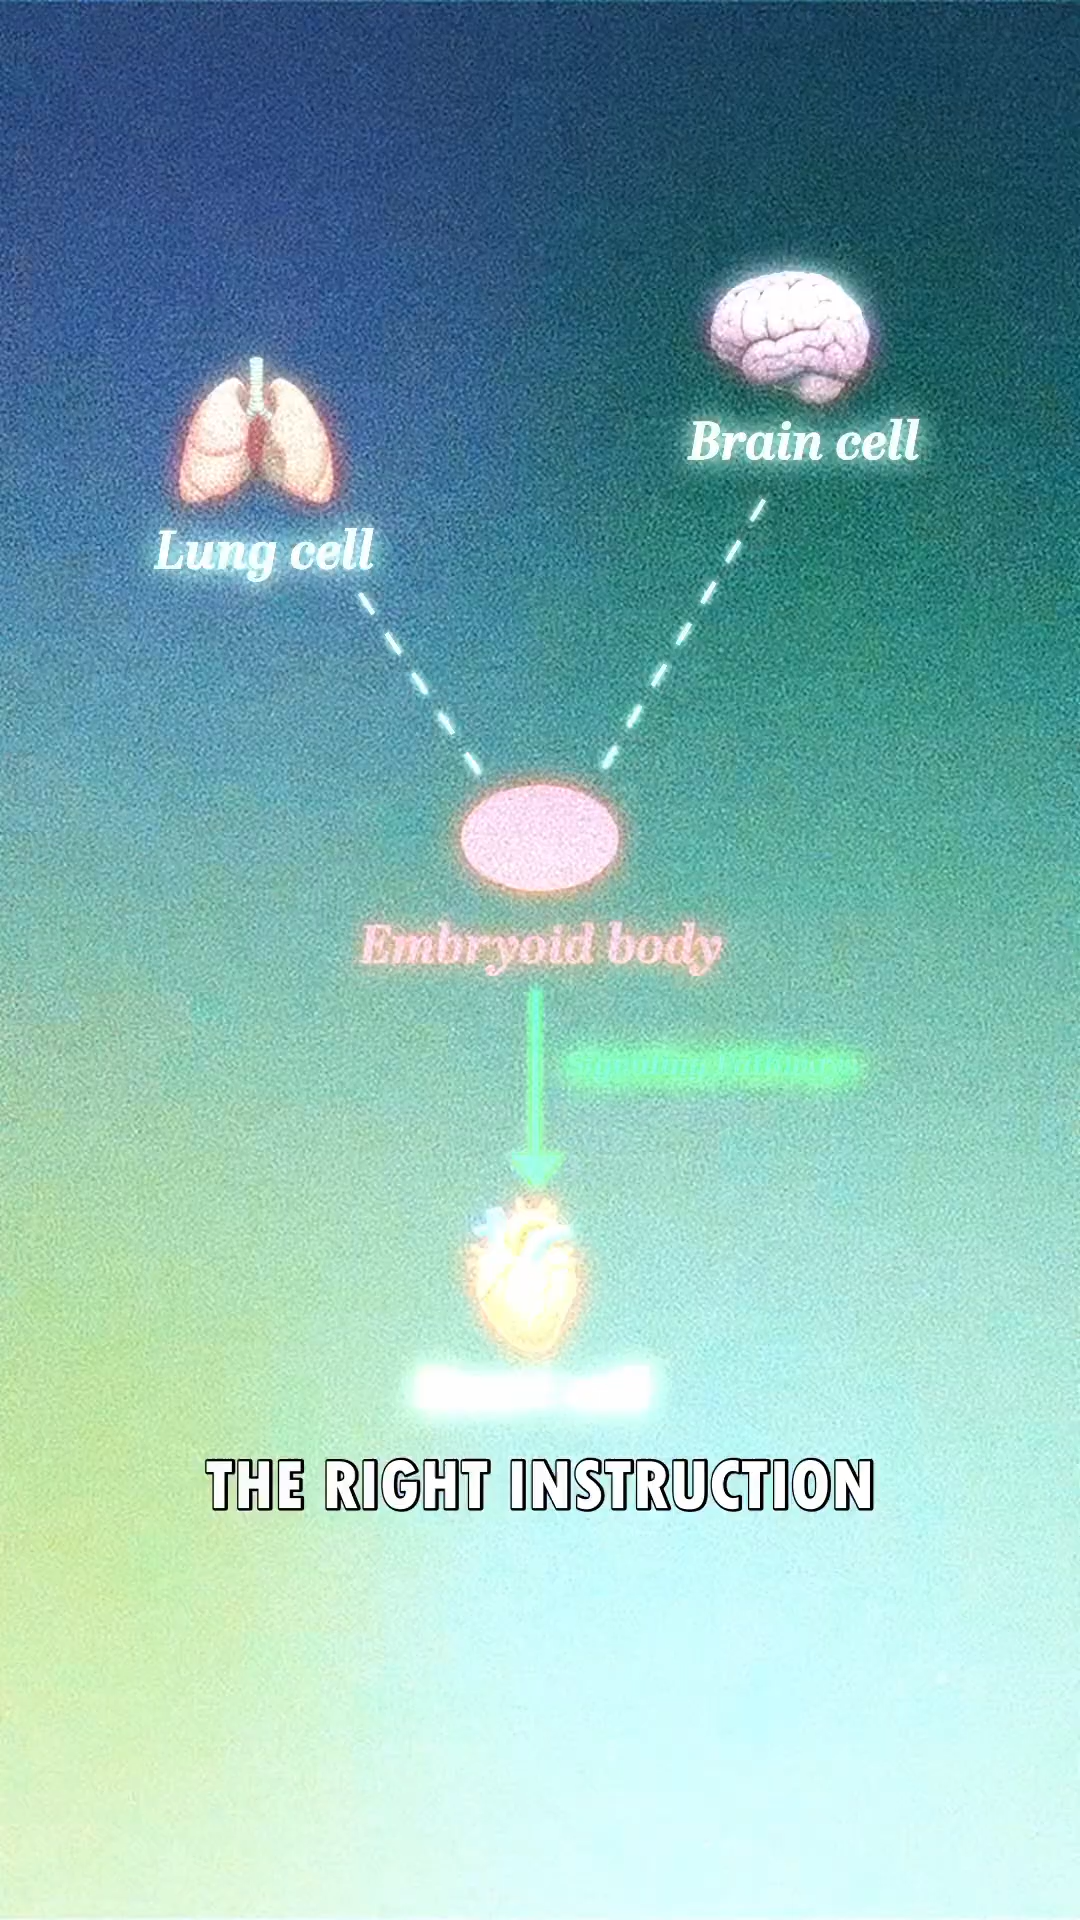 Brain cell
Lung cell
Embryoid body
THE RIGHT INSTRUCTION